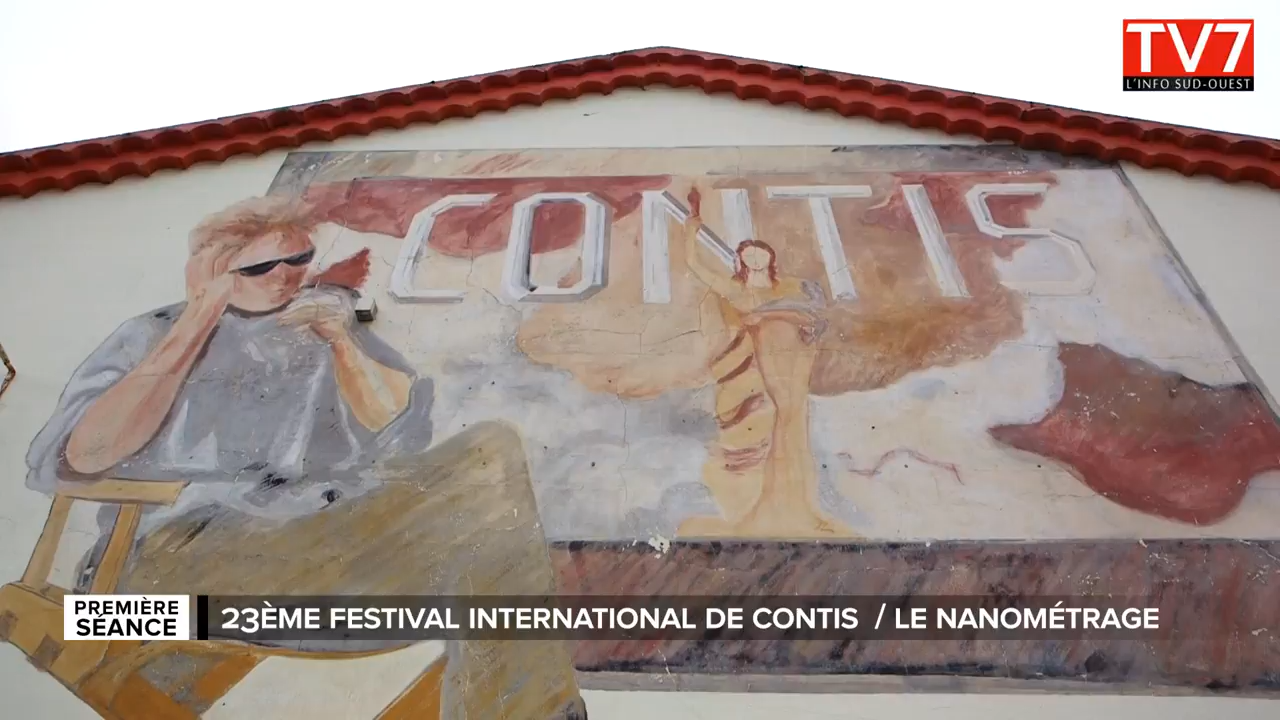 TV7
L'INFO SUD-OUEST
CONTIS
PREMIÈRE
SÉANCE
23ÈME FESTIVAL INTERNATIONAL DE CONTIS / LE NANOMÉTRAGE